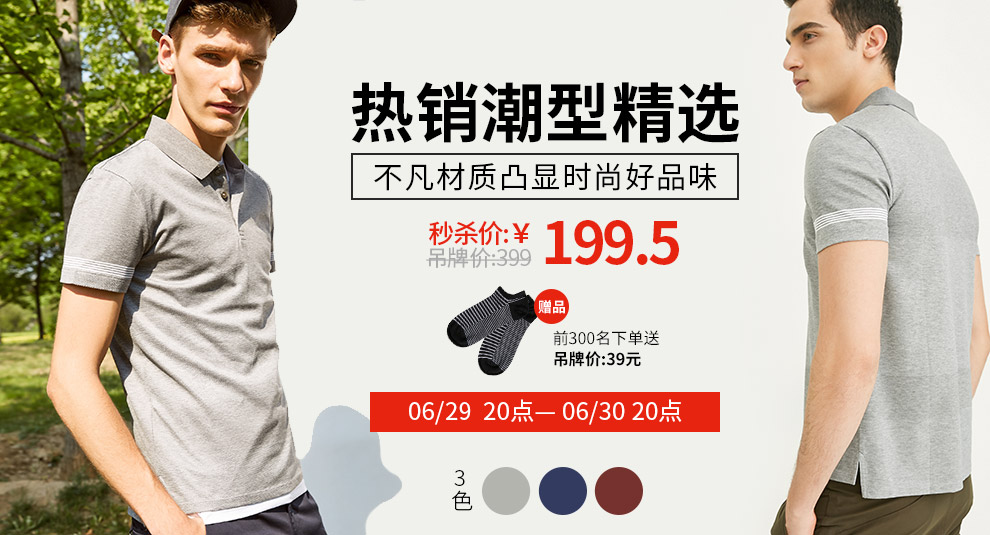 热销潮型精选
不凡材质凸显时尚好品味
秒杀价:¥ 199.5
吊牌价:399
赠品
前300名下单送
吊牌价:39元
06/29 20点— 06/30 20点
3
色